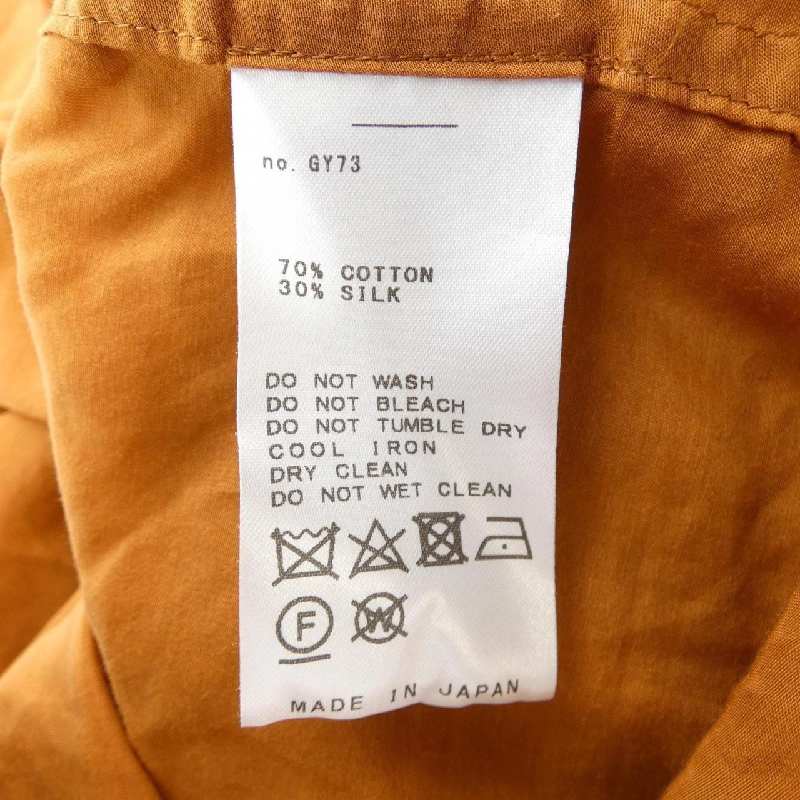 no. GY73
70% COTTON
30% SILK
DO NOT WASH
DO NOT BLEACH
DO NOT TUMBLE DRY
COOL IRON
DRY CLEAN
DO NOT WET CLEAN
F W
MADE IN JAPAN